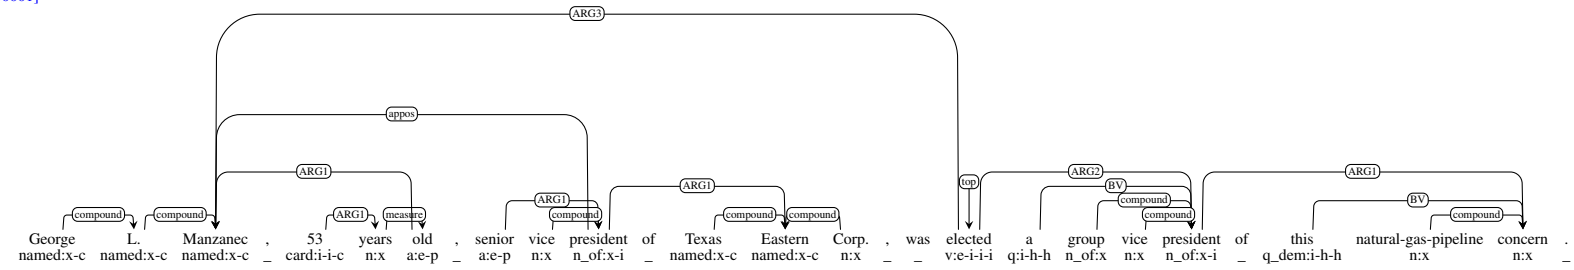 0001]
ARG3
appos
ARG1 ARG1 ARG2 ARG1
top BV
ARG1 compound BV
compound compound ARG1 measure compound compound compound compound compound
George L. Manzanec , 53 years old , senior vice president of Texas Eastern Corp. , was elected a group vice president of this natural-gas-pipeline concern .
named:x-c named:x-c named:x-c _ card:i-i-c n:x a:e-p _ a:e-p n:x n_of:x-i _ named:x-c named:x-c n:x _ _ v:e-i-i-i q:i-h-h n_of:x n:x n_of:x-i _ q_dem:i-h-h n:x n:x _